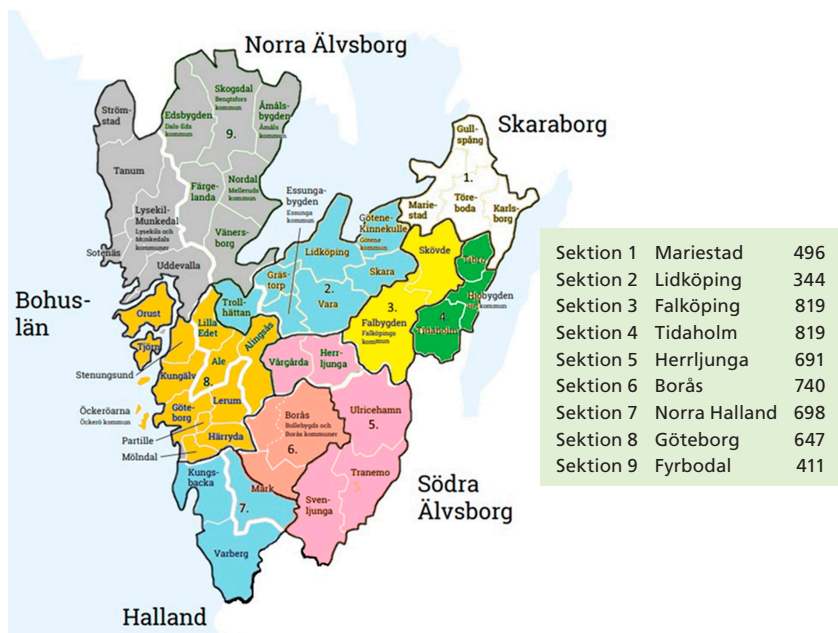 Norra Älvsborg
Skaraborg
Bohus-
län
Södra
Älvsborg
Halland
Ström-
stad
Tanum
Lysekil-
Munkedal
Lysekils och
Munkedals
kommuner
Sotenäs
Uddevalla
Edsbygden
Dals-Eds
kommun
Skogsdal
Bengtsfors
kommun
Åmåls-
bygden
Åmåls
kommun
9.
Färge-
landa
Nordal
Melleruds
kommun
Väners-
borg
Essunga-
bygden
Essunga
kommun
Götene-
Kinnekulle
Götene
kommun
Lidköping
Gräs-
torp
2.
Vara
Skara
Troll-
hättan
Gull-
spång
1.
Marie-
stad
Töre-
boda
Karls-
borg
Skövde
3.
Falbygden
Falköpings
kommun
Tibro
Hjobygden
kommun
4.
Tidaholm
Orust
Tjörn
Stenungsund
Lilla
Edet
Ale
Alingsås
Kungälv
8.
Öckeröarna
Öckerö kommun
Göte-
borg
Lerum
Partille
Härryda
Mölndal
Vårgårda
Herr-
ljunga
Ulricehamn
5.
Borås
Bollebygds och
Borås kommuner
6.
Mark
Tranemo
5.
Sven-
ljunga
Kungs-
backa
7.
Varberg
Sektion 1 Mariestad 496
Sektion 2 Lidköping 344
Sektion 3 Falköping 819
Sektion 4 Tidaholm 819
Sektion 5 Herrljunga 691
Sektion 6 Borås 740
Sektion 7 Norra Halland 698
Sektion 8 Göteborg 647
Sektion 9 Fyrbodal 411